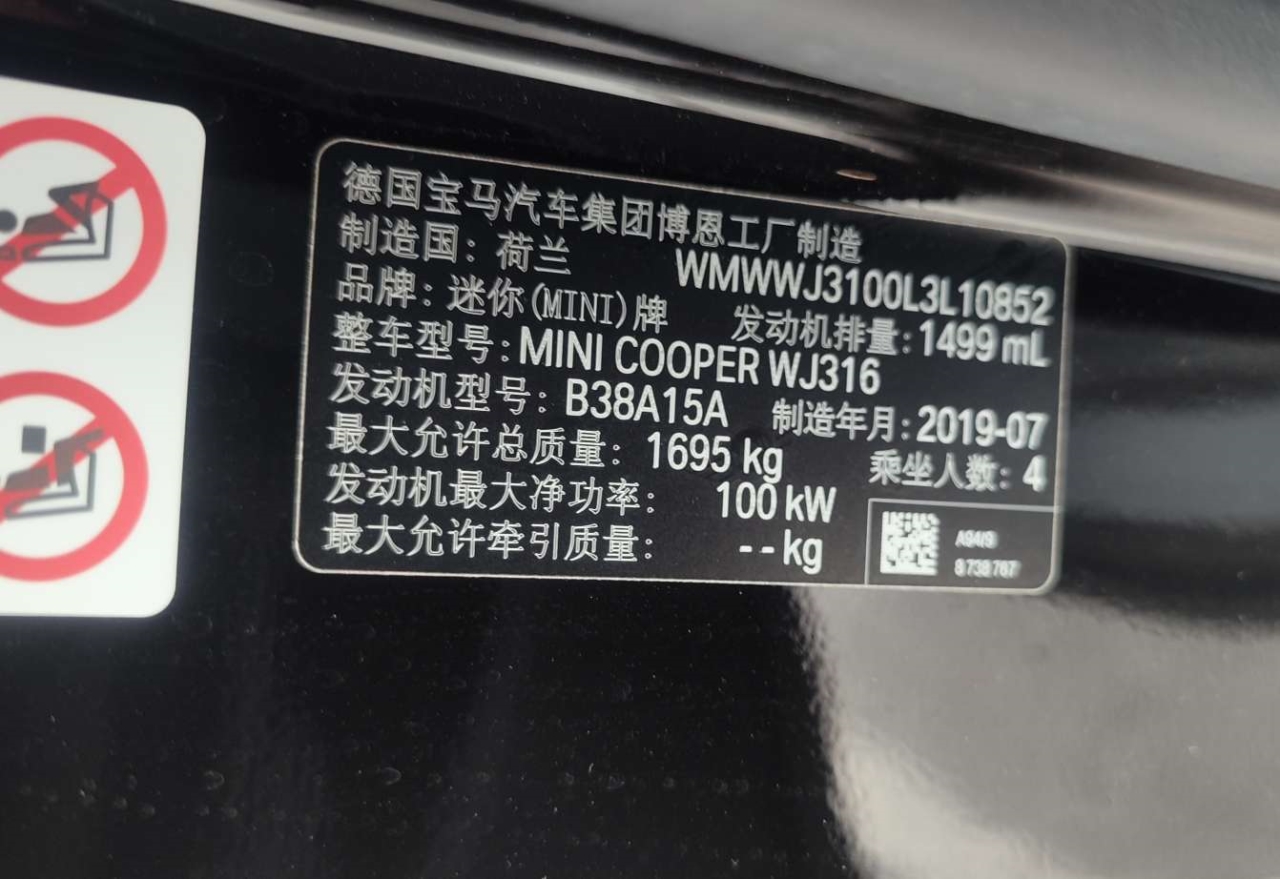 德国宝马汽车集团博恩工厂制造
制造国：荷兰 WMWWJ3100L3L10852
品牌：迷你(MINI)牌 发动机排量：1499 mL
整车型号：MINI COOPER WJ316
发动机型号：B38A15A 制造年月：2019-07
最大允许总质量：1695 kg 乘坐人数：4
发动机最大净功率：100 kW
最大允许牵引质量：--kg
8738767